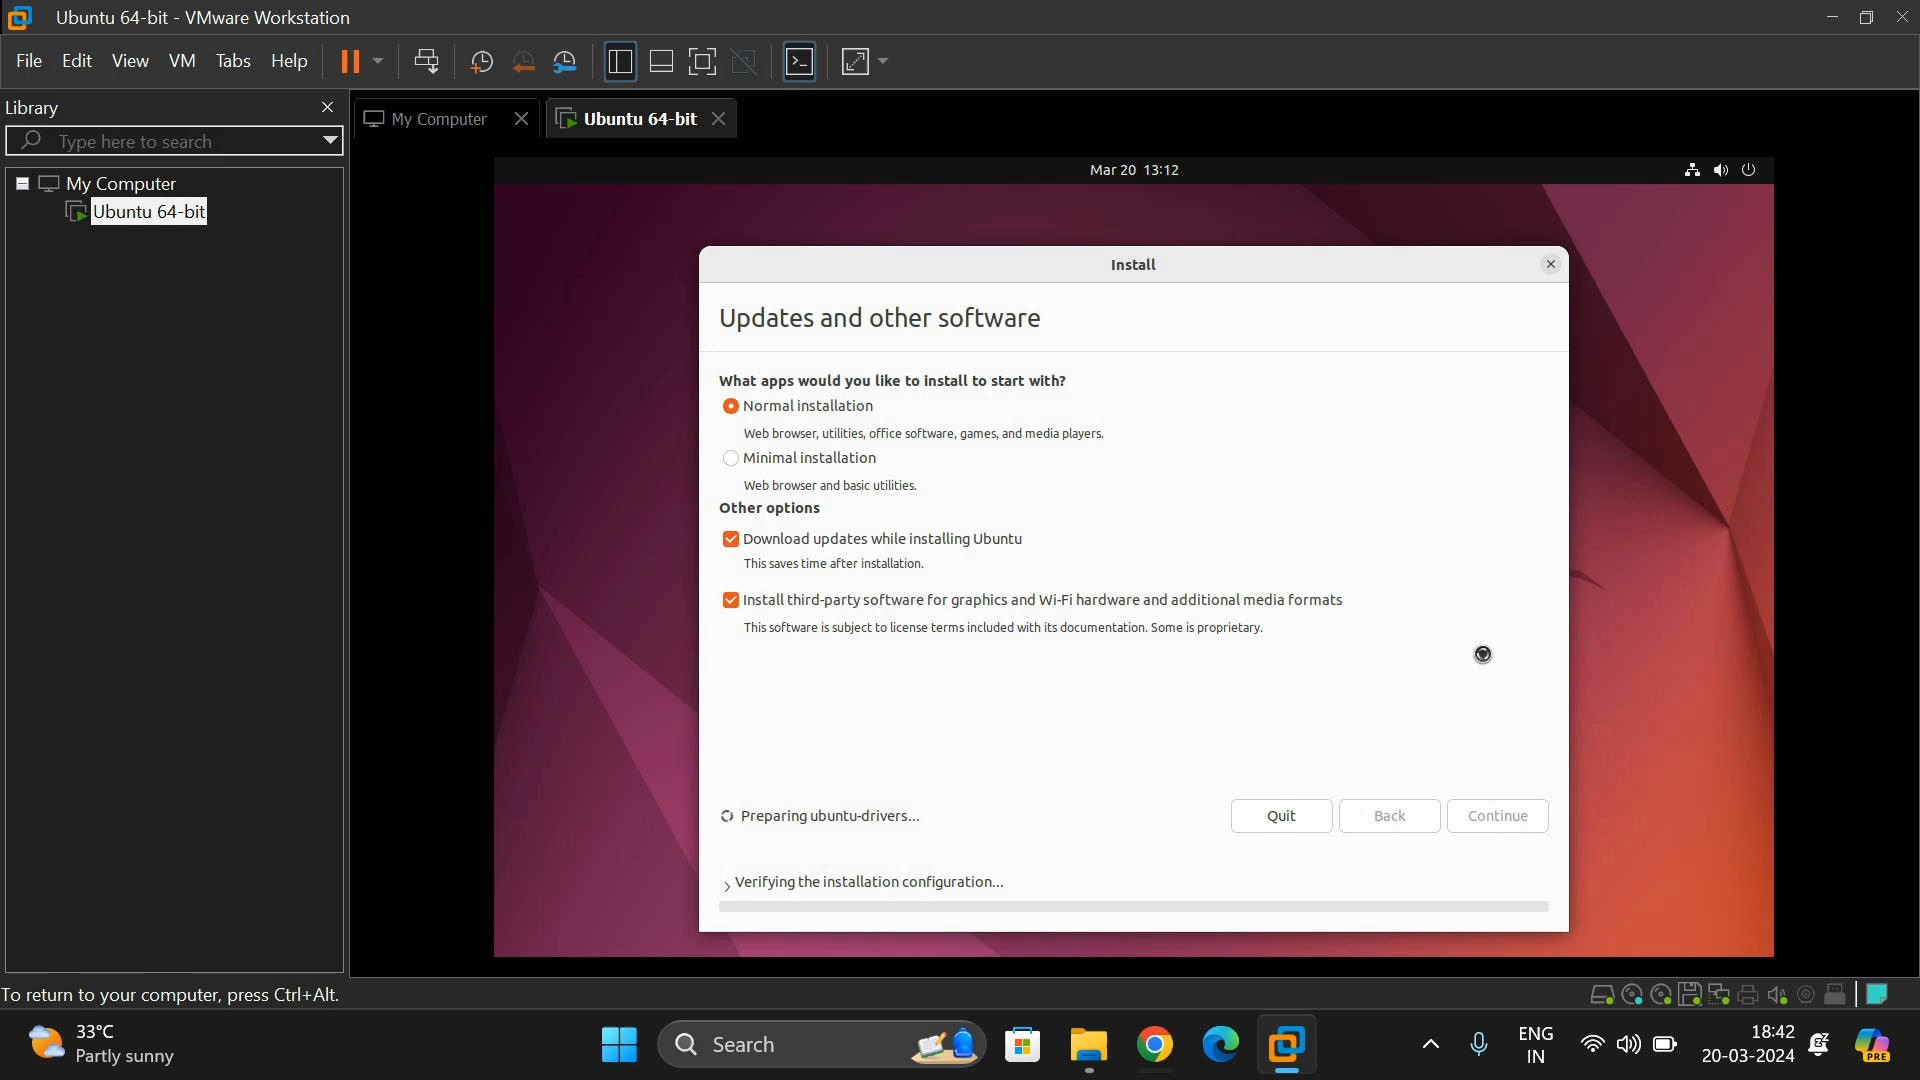 Ubuntu 64-bit - VMware Workstation
File Edit View VM Tabs Help
Library
My Computer
Ubuntu 64-bit
Type here to search
My Computer
Ubuntu 64-bit
Mar 20 13:12
Install
Updates and other software
What apps would you like to install to start with?
Normal installation
Web browser, utilities, office software, games, and media players.
Minimal installation
Web browser and basic utilities.
Other options
Download updates while installing Ubuntu
This saves time after installation.
Install third-party software for graphics and Wi-Fi hardware and additional media formats
This software is subject to license terms included with its documentation. Some is proprietary.
Preparing ubuntu-drivers...
Quit
Back
Continue
Verifying the installation configuration...
To return to your computer, press Ctrl+Alt.
33°C
Partly sunny
Search
ENG
IN
18:42
20-03-2024
PRE